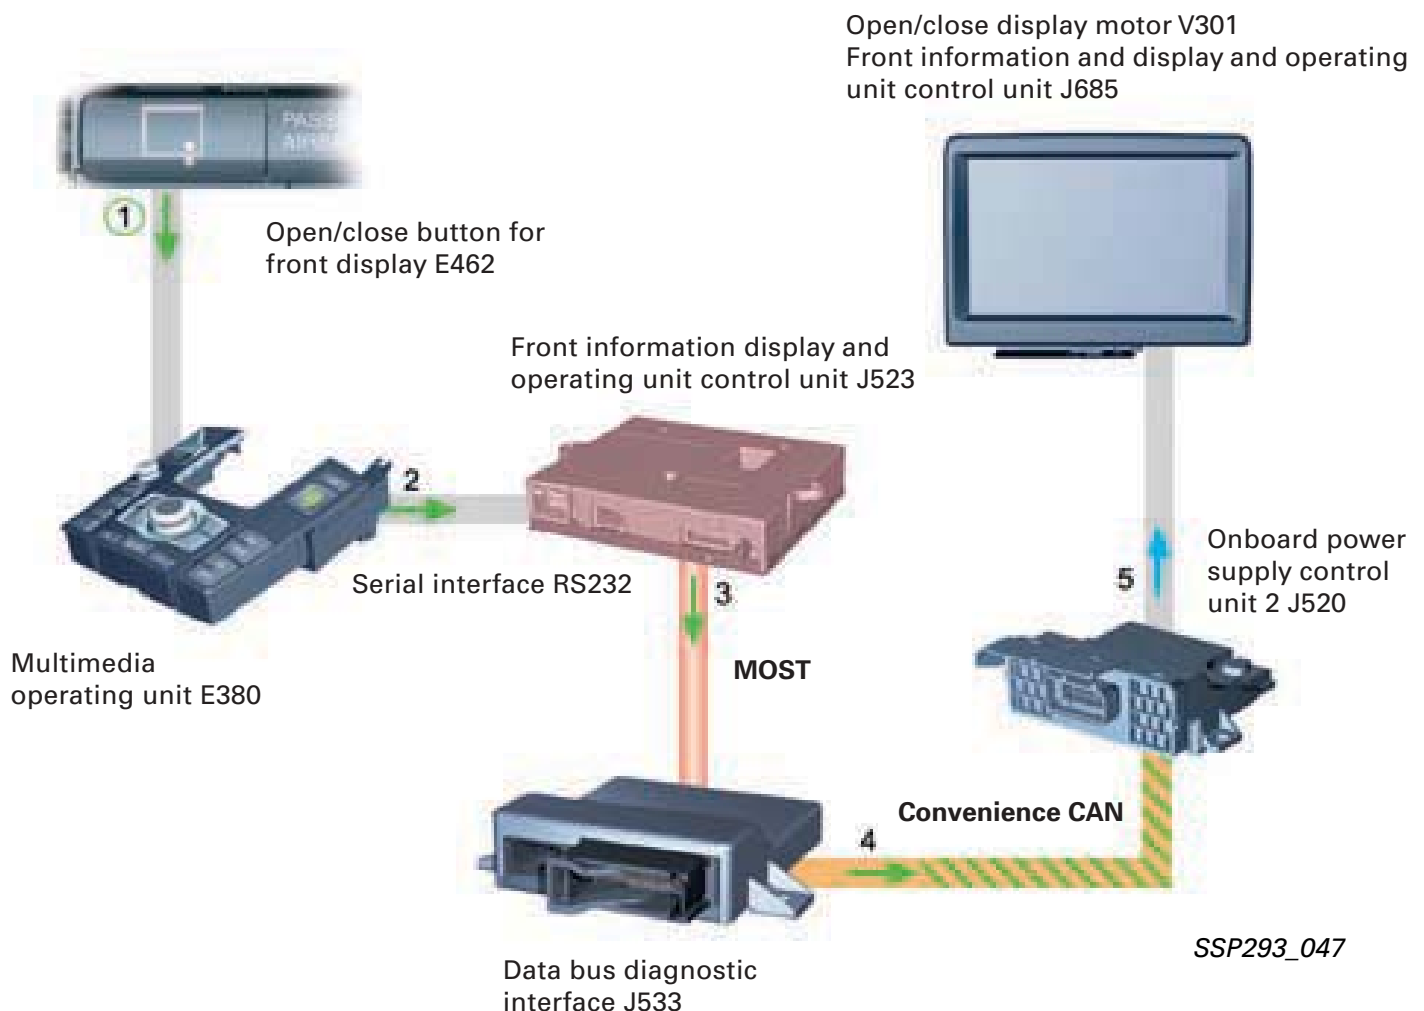 Open/close display motor V301
Front information and display and operating
unit control unit J685
PASS
AIRB
1
Open/close button for
front display E462
Front information display and
operating unit control unit J523
2
Serial interface RS232
3
Onboard power
supply control
unit 2 J520
5
Multimedia
operating unit E380
MOST
Convenience CAN
4
SSP293_047
Data bus diagnostic
interface J533